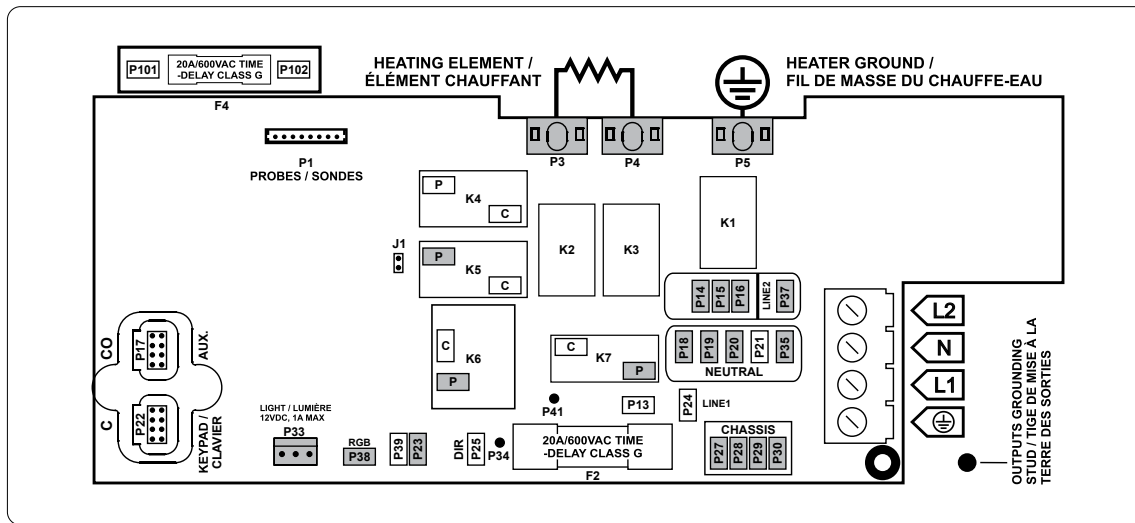 P101
20A/600VAC TIME
-DELAY CLASS G
P102
F4
HEATING ELEMENT /
ÉLÉMENT CHAUFFANT
HEATER GROUND /
FIL DE MASSE DU CHAUFFE-EAU
P3
P4
P5
P1
PROBES / SONDES
P
K4
C
K2
K3
K1
J1
P
K5
C
P14
P15
P16
LINE2
P37
L2
CO
P17
AUX.
C
K6
P
C
K7
P
P18
P19
P20
P21
P35
NEUTRAL
N
L1
P41
P13
P24
LINE1
C
P22
KEYPAD /
CLAVIER
LIGHT / LUMIÈRE
12VDC, 1A MAX
P33
RGB
P38
P39
P23
DIR
P25
P34
20A/600VAC TIME
-DELAY CLASS G
F2
CHASSIS
P27
P28
P29
P30
OUTPUTS GROUNDING
STUD / TIGE DE MISE À LA
TERRE DES SORTIES